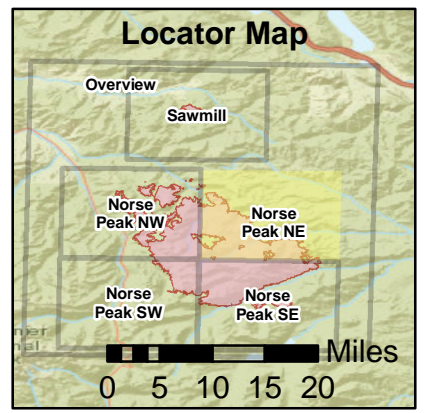 Locator Map
Overview
Sawmill
Norse
Peak NW
Norse
Peak NE
Norse
Peak SW
Norse
Peak SE
Miles
0 5 10 15 20